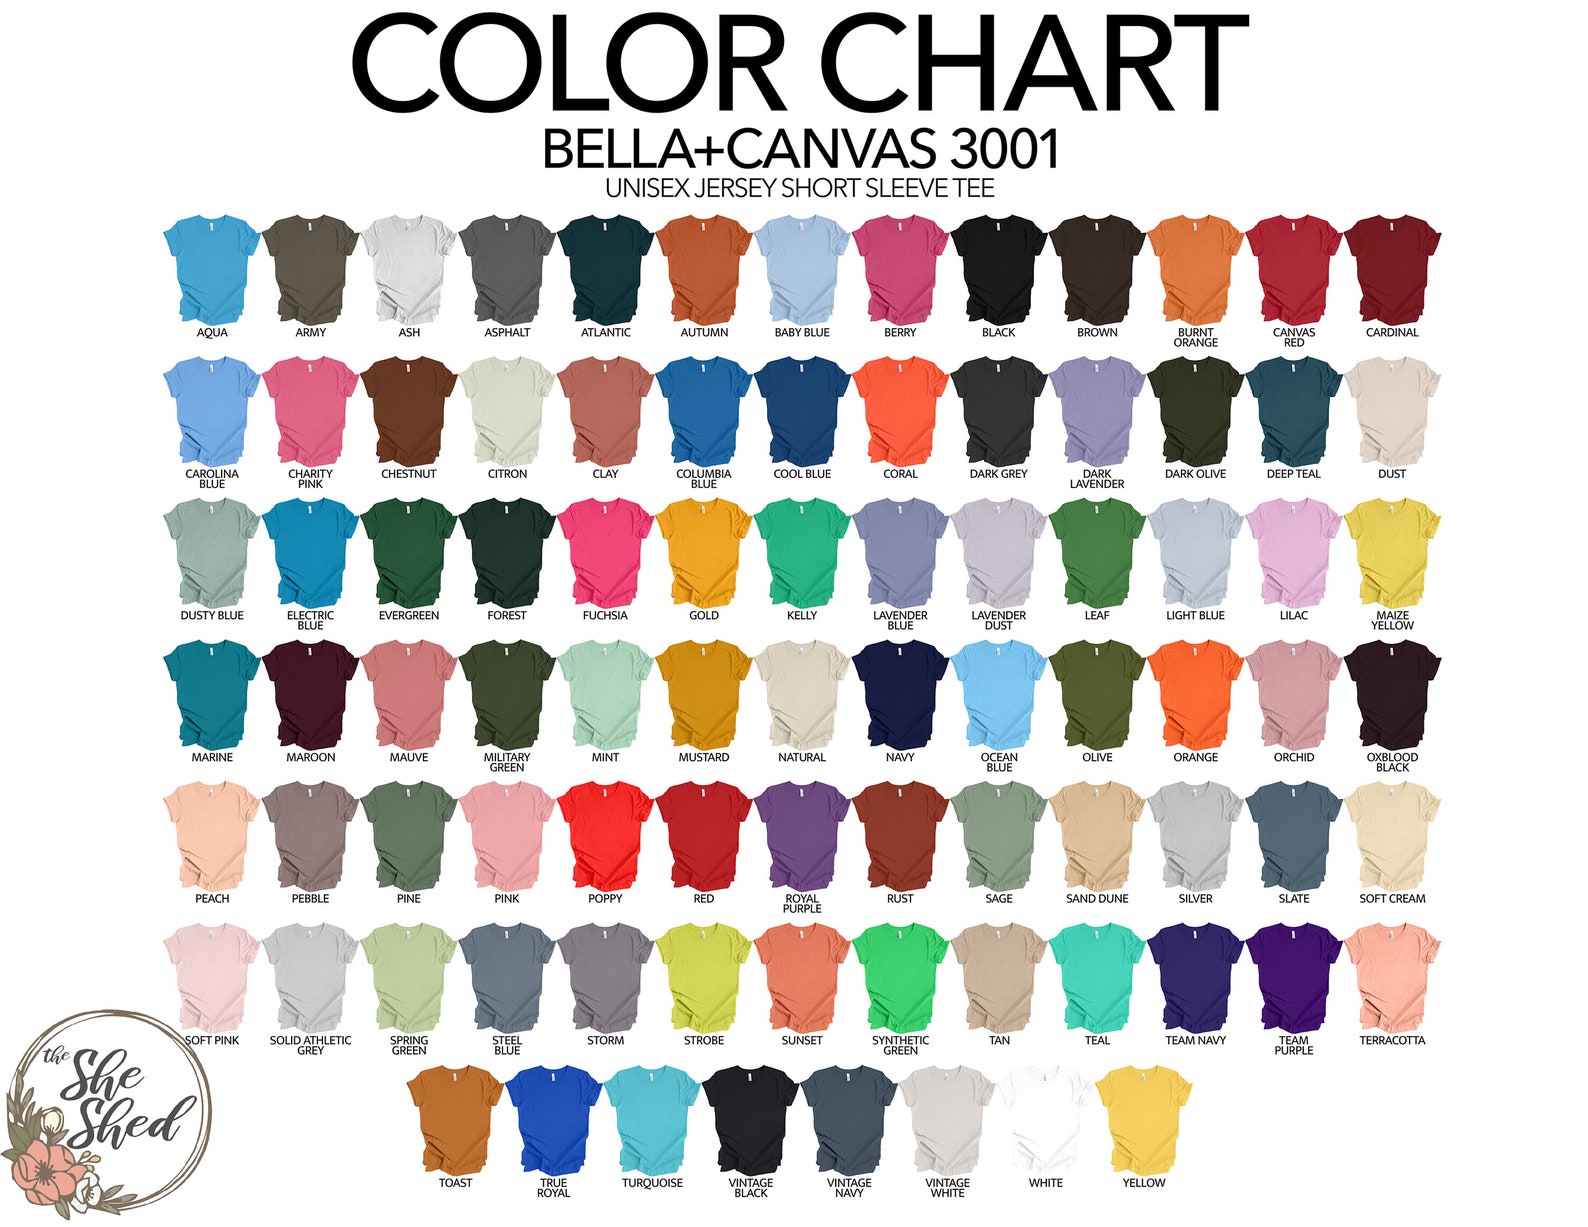 COLOR CHART
BELLA+CANVAS 3001
UNISEX JERSEY SHORT SLEEVE TEE
AQUA
ARMY
ASH
ASPHALT
ATLANTIC
AUTUMN
BABY BLUE
BERRY
BLACK
BROWN
BURNT
ORANGE
CANVAS
RED
CARDINAL
CAROLINA
BLUE
CHARITY
PINK
CHESTNUT
CITRON
CLAY
COLUMBIA
BLUE
COOL BLUE
CORAL
DARK GREY
DARK
LAVENDER
DARK OLIVE
DEEP TEAL
DUST
DUSTY BLUE
ELECTRIC
BLUE
EVERGREEN
FOREST
FUCHSIA
GOLD
KELLY
LAVENDER
BLUE
LAVENDER
DUST
LEAF
LIGHT BLUE
LILAC
MAIZE
YELLOW
MARINE
MAROON
MAUVE
MILITARY
GREEN
MINT
MUSTARD
NATURAL
NAVY
OCEAN
BLUE
OLIVE
ORANGE
ORCHID
OXBLOOD
BLACK
PEACH
PEBBLE
PINE
PINK
POPPY
RED
ROYAL
PURPLE
RUST
SAGE
SAND DUNE
SILVER
SLATE
SOFT CREAM
SOFT PINK
SOLID ATHLETIC
GREY
SPRING
GREEN
STEEL
BLUE
STORM
STROBE
SUNSET
SYNTHETIC
GREEN
TAN
TEAL
TEAM NAVY
TEAM
PURPLE
TERRACOTTA
TOAST
TRUE
ROYAL
TURQUOISE
VINTAGE
BLACK
VINTAGE
NAVY
VINTAGE
WHITE
WHITE
YELLOW
the She
Shed